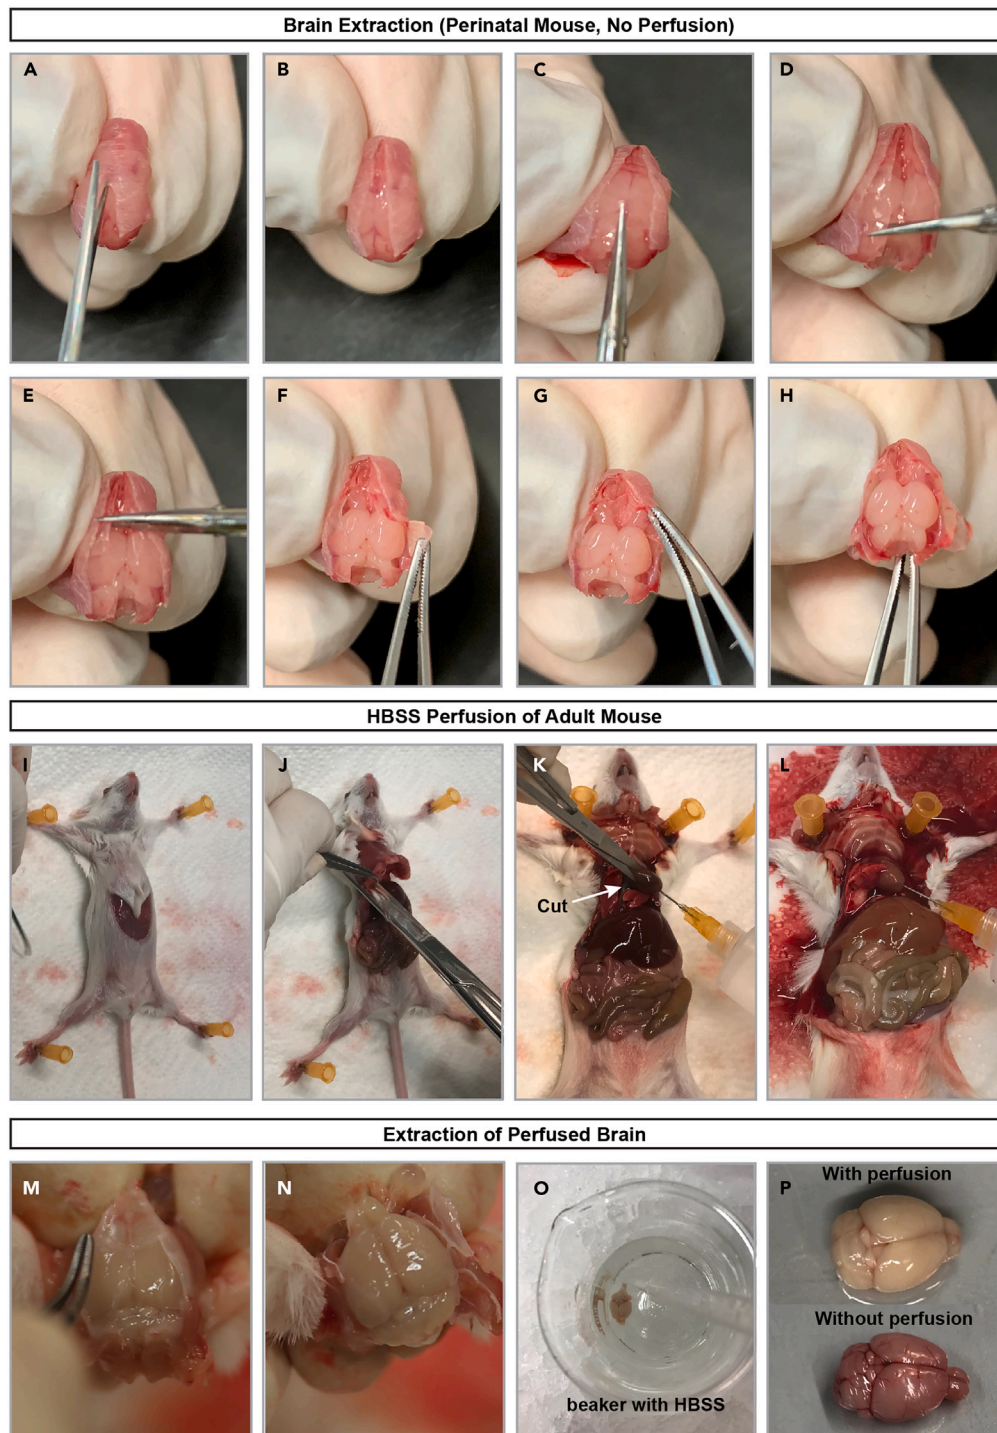 Brain Extraction (Perinatal Mouse, No Perfusion)
A
B
C
D
E
F
G
H
HBSS Perfusion of Adult Mouse
I
J
K
L
Cut
Extraction of Perfused Brain
M
N
O
P
With perfusion
Without perfusion
beaker with HBSS